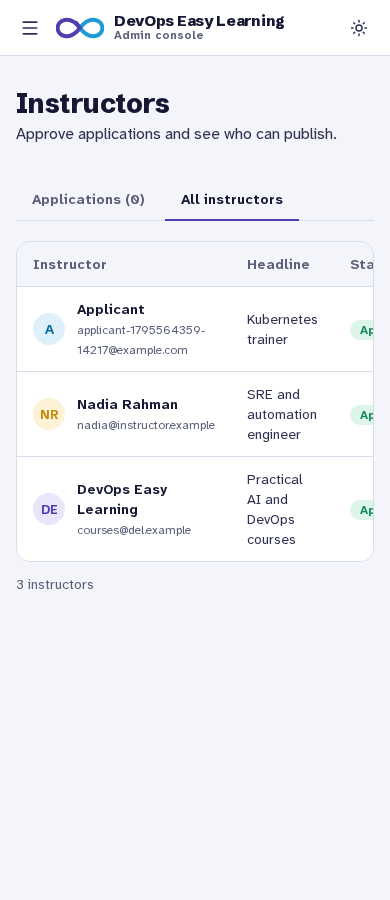 DevOps Easy Learning
Admin console
Instructors
Approve applications and see who can publish.
Applications (0)
All instructors
Instructor
Headline
Sta
A
Applicant
applicant-1795564359-
14217@example.com
Kubernetes
trainer
Ap
NR
Nadia Rahman
nadia@instructor.example
SRE and
automation
engineer
Ap
DE
DevOps Easy
Learning
courses@del.example
Practical
AI and
DevOps
courses
Ap
3 instructors